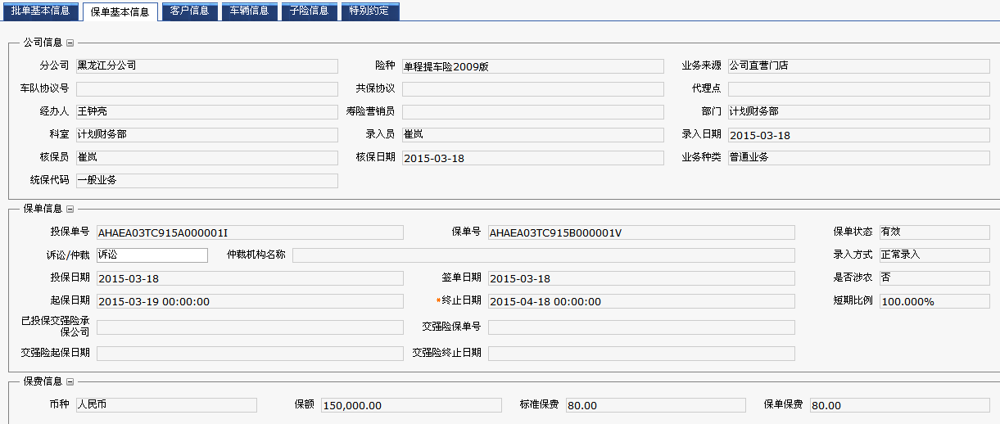 批单基本信息 保单基本信息 客户信息 车辆信息 子险信息 特别约定
公司信息
分公司 黑龙江分公司 险种 单程提车险2009版 业务来源 公司直营门店
车队协议号 共保协议 代理点
经办人 王钟亮 寿险营销员 部门 计划财务部
科室 计划财务部 录入员 崔岚 录入日期 2015-03-18
核保员 崔岚 核保日期 2015-03-18 业务种类 普通业务
统保代码 一般业务
保单信息
投保单号 AHAEA03TC915A000001I 保单号 AHAEA03TC915B000001V 保单状态 有效
诉讼/仲裁 诉讼 仲裁机构名称 录入方式 正常录入
投保日期 2015-03-18 签单日期 2015-03-18 是否涉农 否
起保日期 2015-03-19 00:00:00 *终止日期 2015-04-18 00:00:00 短期比例 100.000%
已投保交强险承
保公司 交强险保单号
交强险起保日期 交强险终止日期
保费信息
币种 人民币 保额 150,000.00 标准保费 80.00 保单保费 80.00